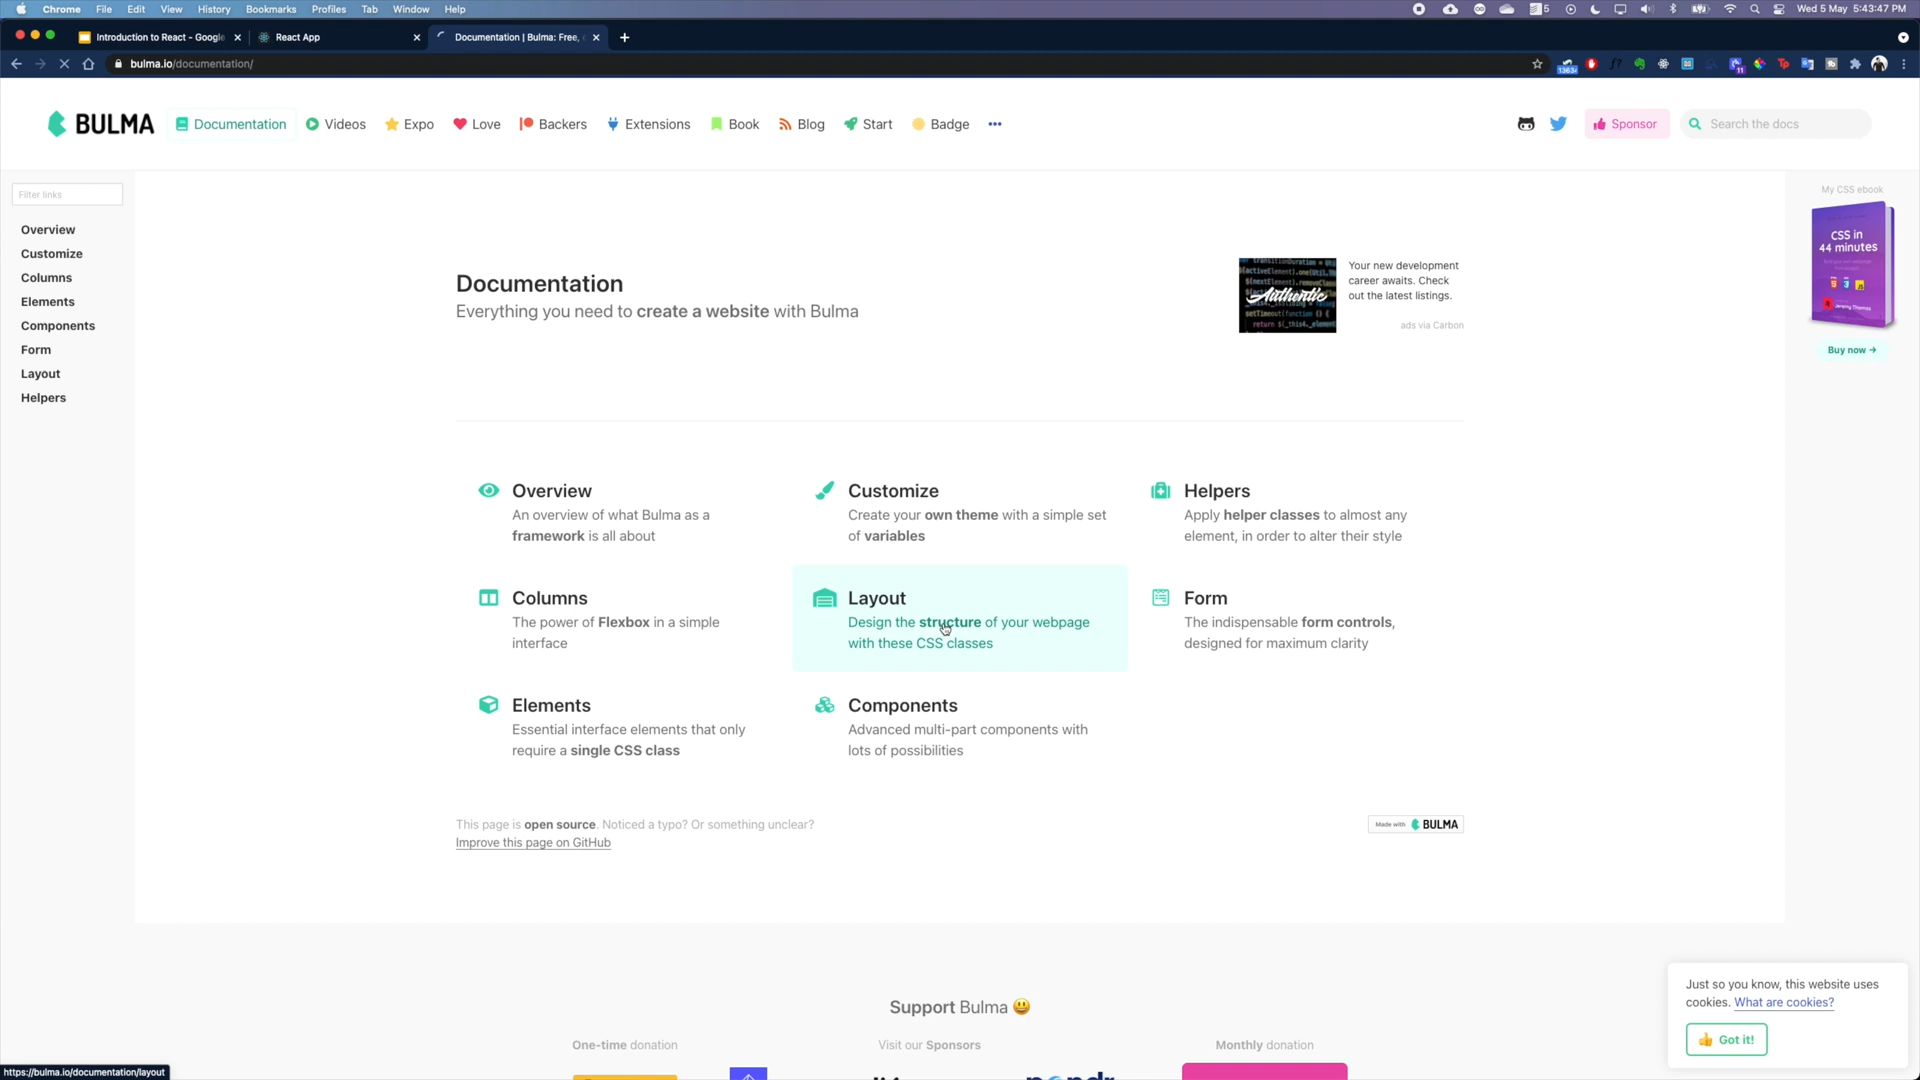 Chrome File Edit View History Bookmarks Profiles Tab Window Help
5 Wed 5 May 5:43:47 PM
Introduction to React - Google
React App
Documentation | Bulma: Free,
bulma.io/documentation/
BULMA
Documentation
Videos
Expo
Love
Backers
Extensions
Book
Blog
Start
Badge
Sponsor
Search the docs
Filter links
Overview
Customize
Columns
Elements
Components
Form
Layout
Helpers
Documentation
Everything you need to create a website with Bulma
Authentic
Your new development
career awaits. Check
out the latest listings.
ads via Carbon
My CSS ebook
CSS in
44 minutes
Jeremy Thomas
Buy now →
Overview
An overview of what Bulma as a
framework is all about
Customize
Create your own theme with a simple set
of variables
Helpers
Apply helper classes to almost any
element, in order to alter their style
Columns
The power of Flexbox in a simple
interface
Layout
Design the structure of your webpage
with these CSS classes
Form
The indispensable form controls,
designed for maximum clarity
Elements
Essential interface elements that only
require a single CSS class
Components
Advanced multi-part components with
lots of possibilities
This page is open source. Noticed a typo? Or something unclear?
Improve this page on GitHub
Made with BULMA
Support Bulma 😃
One-time donation
Visit our Sponsors
Monthly donation
Just so you know, this website uses
cookies. What are cookies?
👍 Got it!
https://bulma.io/documentation/layout